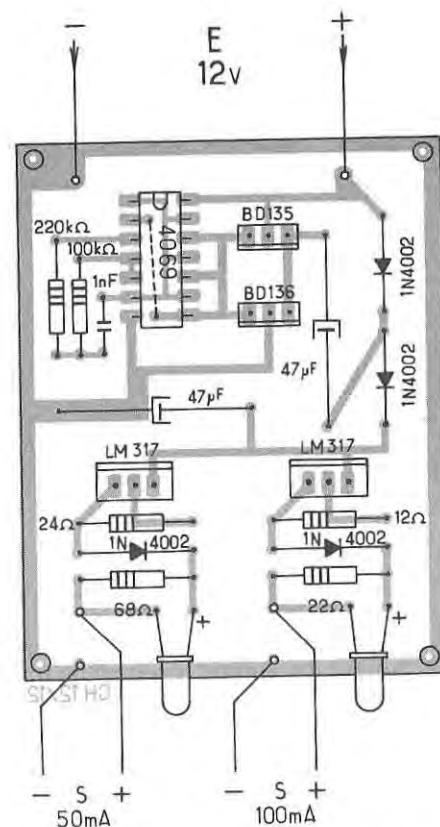 − E +
12v
BD135
220kΩ
4069
100kΩ
1nF
BD136
1N4002
1N4002
47µF
47µF
LM 317
LM 317
24Ω
12Ω
1N 4002
1N 4002
68Ω
22Ω
+
+
− S +
50mA
− S +
100mA